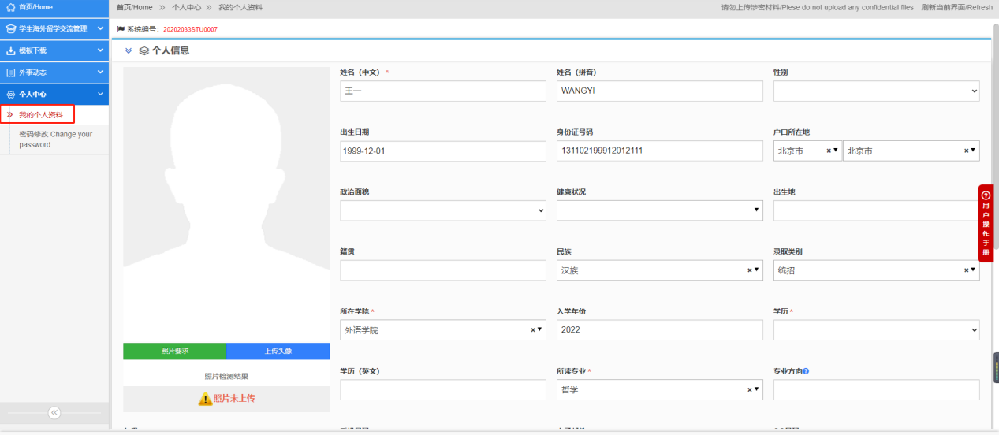 首页/Home
学生海外留学交流管理
模板下载
外事动态
个人中心
我的个人资料
密码修改 Change your
password
首页/Home » 个人中心 » 我的个人资料
请勿上传涉密材料/Plese do not upload any confidential files 刷新当前界面/Refresh
系统编号：20202033STU0007
个人信息
姓名（中文） *
王一
姓名（拼音）
WANGYI
性别
出生日期
1999-12-01
身份证号码
131102199912012111
户口所在地
北京市
北京市
政治面貌
健康状况
出生地
籍贯
民族
汉族
录取类别
统招
所在学院 *
外语学院
入学年份
2022
学历 *
学历（英文）
所读专业 *
哲学
专业方向
照片要求
上传头像
照片检测结果
照片未上传
用户操作手册